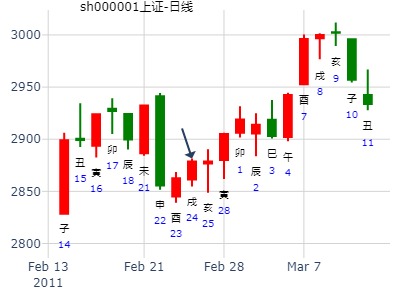 sh000001上证-日线
3000
2950
2900
2850
2800
子
14
丑
15
寅
16
卯
17
辰
18
未
21
申
22
酉
23
戌
24
亥
25
寅
28
卯
1
辰
2
巳
3
午
4
酉
7
戌
8
亥
9
子
10
丑
11
Feb 13
2011
Feb 21
Feb 28
Mar 7